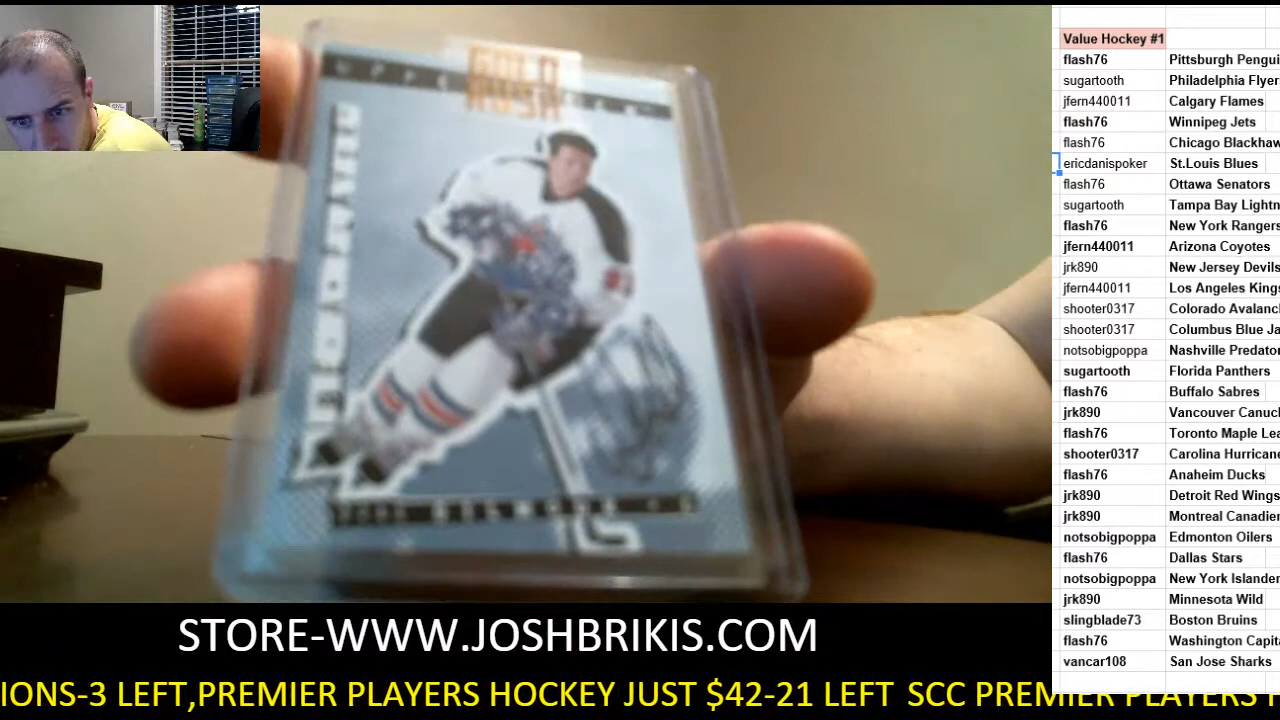 Value Hockey #1
flash76 Pittsburgh Pengui
sugartooth Philadelphia Flyer
jfern440011 Calgary Flames
flash76 Winnipeg Jets
flash76 Chicago Blackhaw
ericdanispoker St.Louis Blues
flash76 Ottawa Senators
sugartooth Tampa Bay Lightn
flash76 New York Rangers
jfern440011 Arizona Coyotes
jrk890 New Jersey Devils
jfern440011 Los Angeles Kings
shooter0317 Colorado Avalanc
shooter0317 Columbus Blue Ja
notsobigpoppa Nashville Predator
sugartooth Florida Panthers
flash76 Buffalo Sabres
jrk890 Vancouver Canuck
flash76 Toronto Maple Lea
shooter0317 Carolina Hurricane
flash76 Anaheim Ducks
jrk890 Detroit Red Wings
jrk890 Montreal Canadien
notsobigpoppa Edmonton Oilers
flash76 Dallas Stars
notsobigpoppa New York Islander
jrk890 Minnesota Wild
slingblade73 Boston Bruins
flash76 Washington Capita
vancar108 San Jose Sharks
STORE-WWW.JOSHBRIKIS.COM
IONS-3 LEFT,PREMIER PLAYERS HOCKEY JUST $42-21 LEFT SCC PREMIER PLAYERS